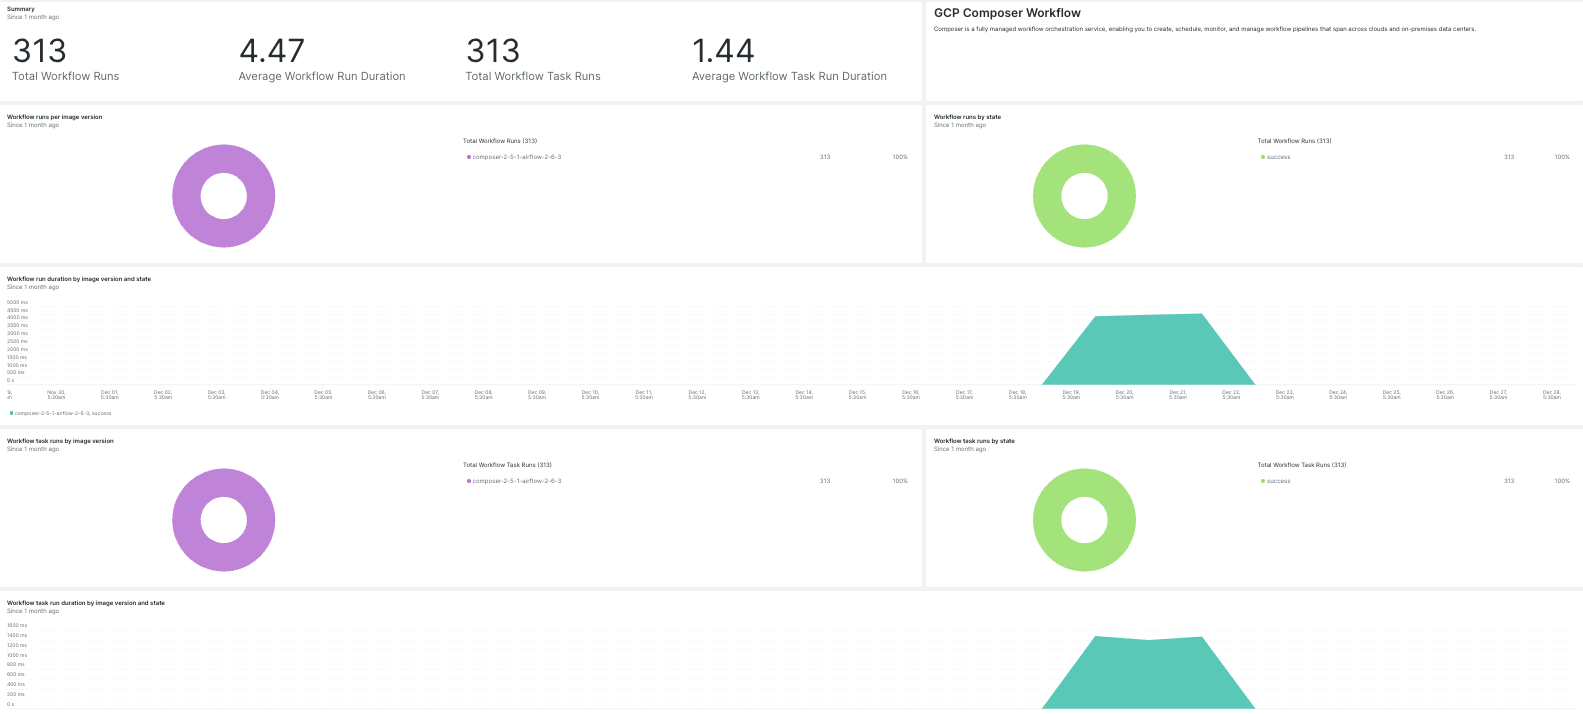 Summary
Since 1 month ago
313
Total Workflow Runs
4.47
Average Workflow Run Duration
313
Total Workflow Task Runs
1.44
Average Workflow Task Run Duration
GCP Composer Workflow
Composer is a fully managed workflow orchestration service, enabling you to create, schedule, monitor, and manage workflow pipelines that span across clouds and on-premises data centers.
Workflow runs per image version
Since 1 month ago
Total Workflow Runs (313)
composer-2-5-1-airflow-2-6-3 313 100%
Workflow runs by state
Since 1 month ago
Total Workflow Runs (313)
success 313 100%
Workflow run duration by image version and state
Since 1 month ago
5000 ms
4500 ms
4000 ms
3500 ms
3000 ms
2500 ms
2000 ms
1500 ms
1000 ms
500 ms
0 s
9,
m
Nov 30,
5:30am
Dec 01,
5:30am
Dec 02,
5:30am
Dec 03,
5:30am
Dec 04,
5:30am
Dec 05,
5:30am
Dec 06,
5:30am
Dec 07,
5:30am
Dec 08,
5:30am
Dec 09,
5:30am
Dec 10,
5:30am
Dec 11,
5:30am
Dec 12,
5:30am
Dec 13,
5:30am
Dec 14,
5:30am
Dec 15,
5:30am
Dec 16,
5:30am
Dec 17,
5:30am
Dec 18,
5:30am
Dec 19,
5:30am
Dec 20,
5:30am
Dec 21,
5:30am
Dec 22,
5:30am
Dec 23,
5:30am
Dec 24,
5:30am
Dec 25,
5:30am
Dec 26,
5:30am
Dec 27,
5:30am
Dec 28,
5:30am
composer-2-5-1-airflow-2-6-3, success
Workflow task runs by image version
Since 1 month ago
Total Workflow Task Runs (313)
composer-2-5-1-airflow-2-6-3 313 100%
Workflow task runs by state
Since 1 month ago
Total Workflow Task Runs (313)
success 313 100%
Workflow task run duration by image version and state
Since 1 month ago
1600 ms
1400 ms
1200 ms
1000 ms
800 ms
600 ms
400 ms
200 ms
0 s